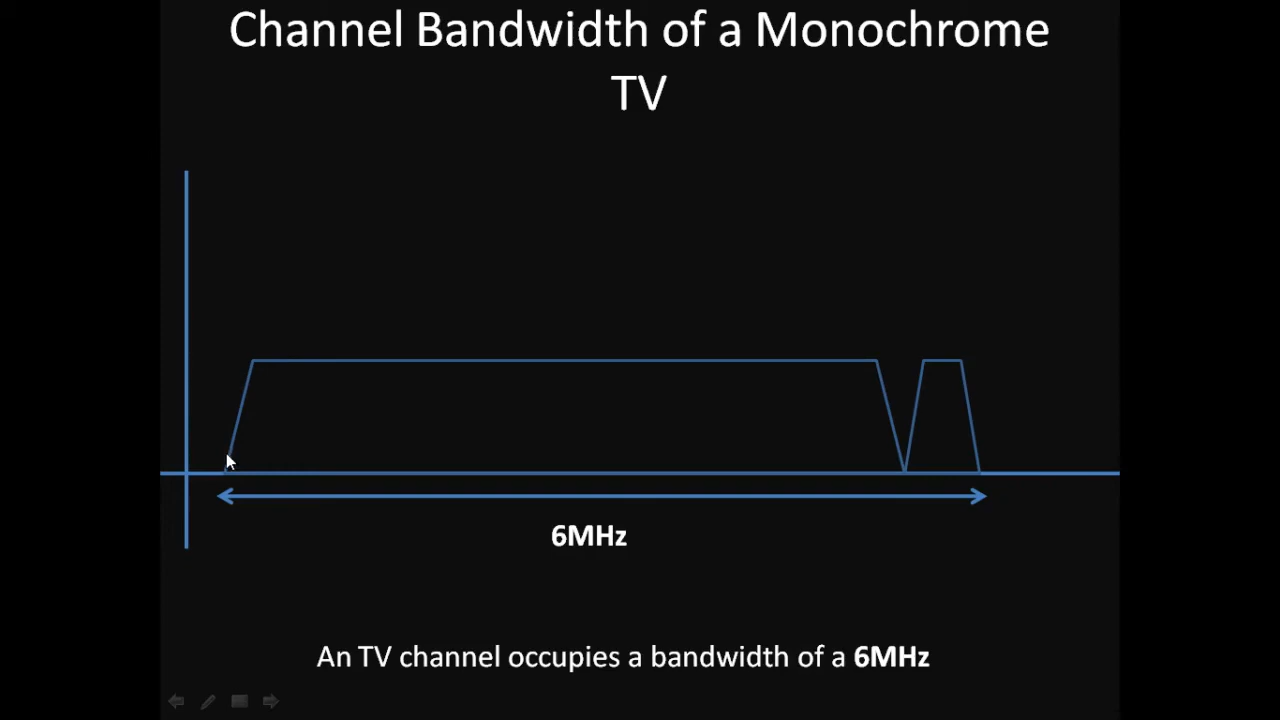 Channel Bandwidth of a Monochrome
TV
6MHz
An TV channel occupies a bandwidth of a 6MHz